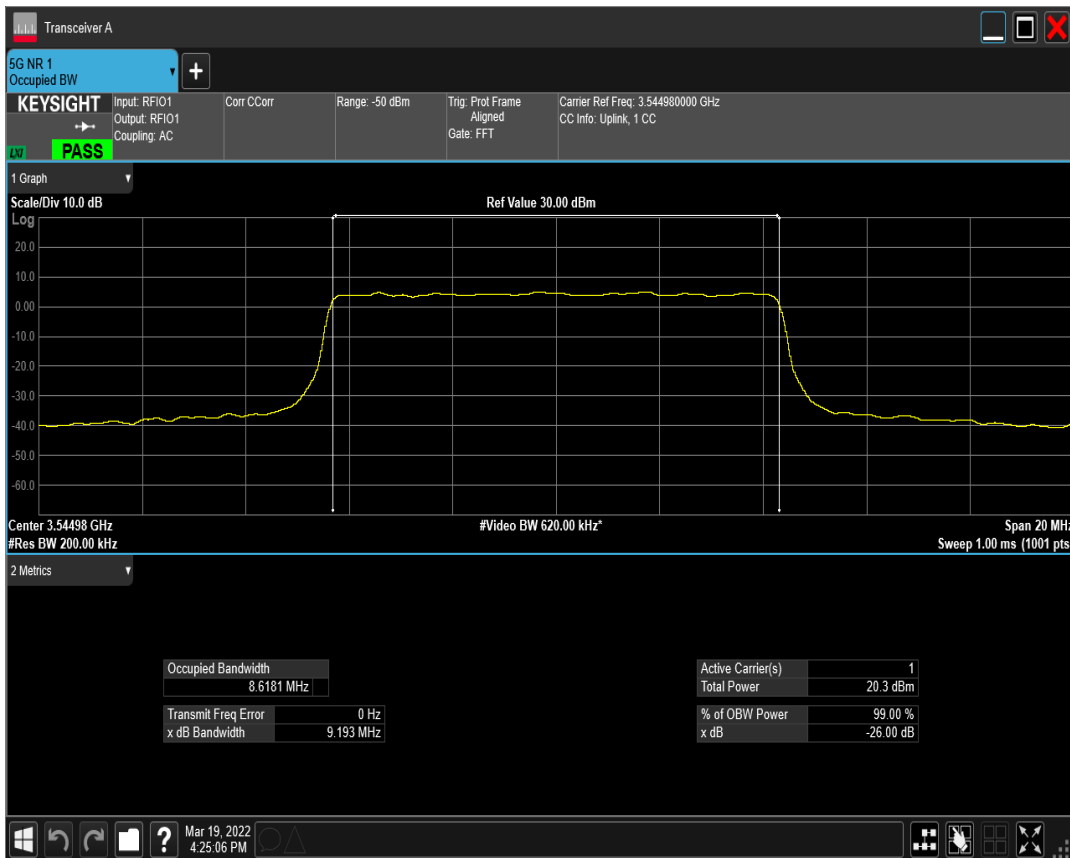 Transceiver A
5G NR 1
Occupied BW
+
KEYSIGHT
LXI
PASS
Input: RFIO1
Output: RFIO1
Coupling: AC
Corr CCorr
Range: -50 dBm
Trig: Prot Frame
Aligned
Gate: FFT
Carrier Ref Freq: 3.544980000 GHz
CC Info: Uplink, 1 CC
1 Graph
Scale/Div 10.0 dB
Ref Value 30.00 dBm
Log
20.0
10.0
0.00
-10.0
-20.0
-30.0
-40.0
-50.0
-60.0
Center 3.54498 GHz
#Video BW 620.00 kHz*
Span 20 MHz
#Res BW 200.00 kHz
Sweep 1.00 ms (1001 pts
2 Metrics
Occupied Bandwidth
8.6181 MHz
Transmit Freq Error 0 Hz
x dB Bandwidth 9.193 MHz
Active Carrier(s) 1
Total Power 20.3 dBm
% of OBW Power 99.00 %
x dB -26.00 dB
?
Mar 19, 2022
4:25:06 PM